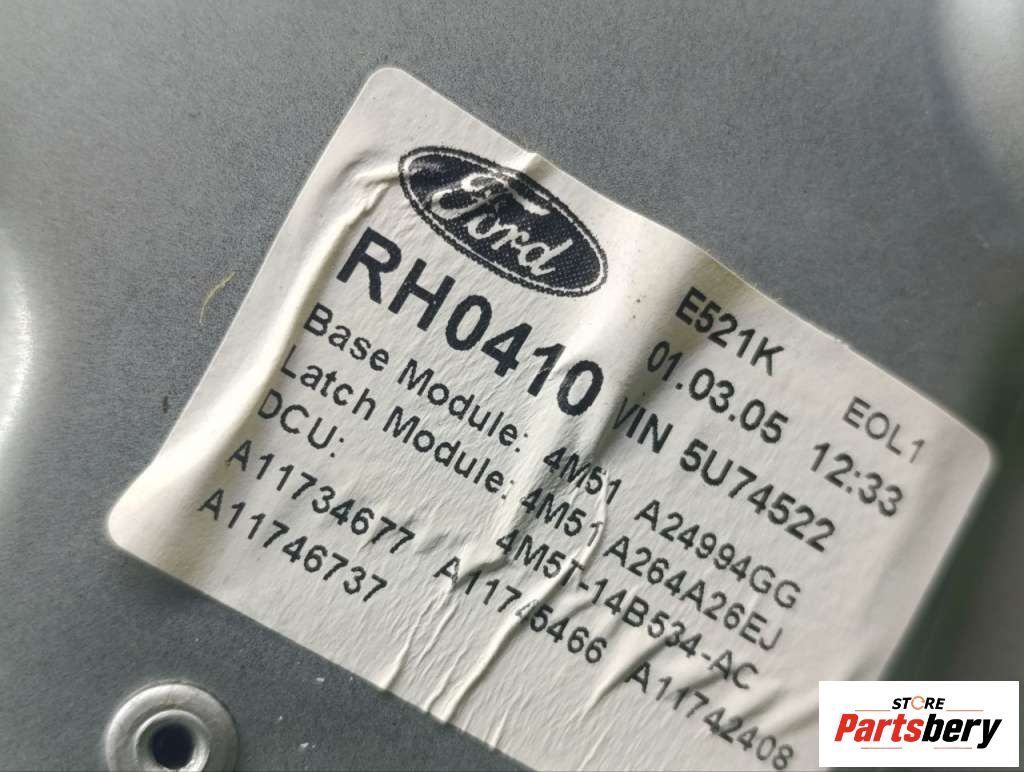 Ford
E521K
RH0410
01.03.05 12:33 EOL1
VIN 5U74522
Base Module: 4M51 A24994GG
Latch Module: 4M51 A264A26EJ
DCU: 4M5T-14B534-AC
A11734677 A11745466 A11742408
A11746737
STORE
Partsbery